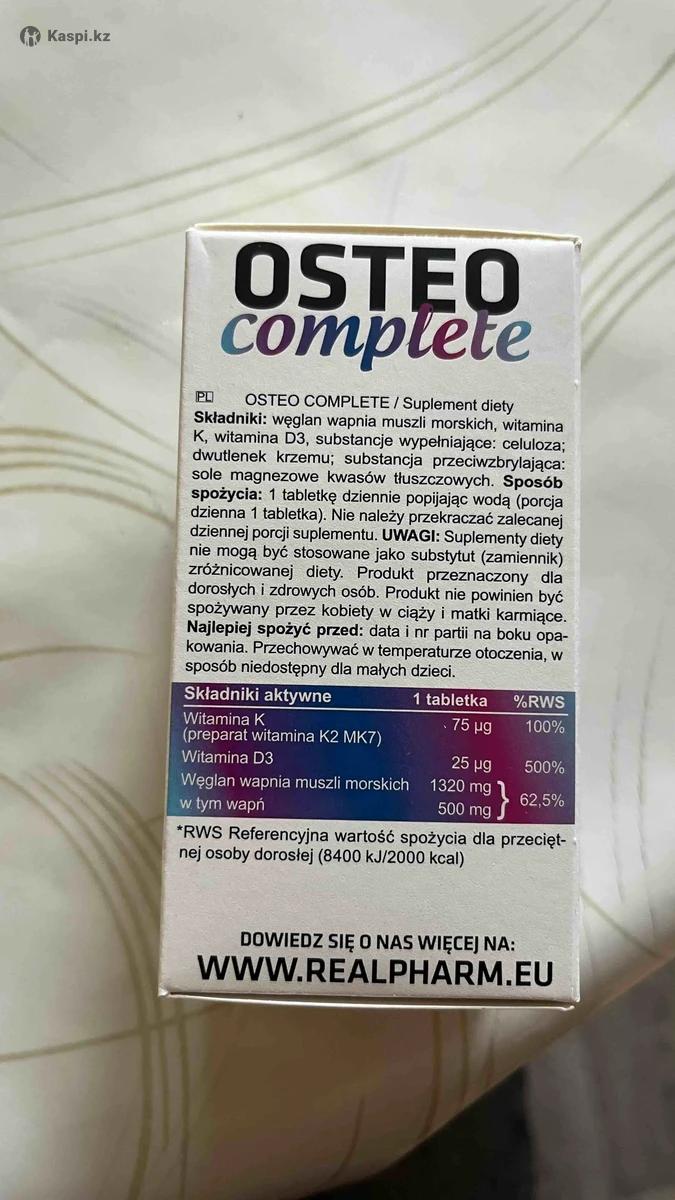 Kaspi.kz
OSTEO
complete
PL OSTEO COMPLETE / Suplement diety
Składniki: węglan wapnia muszli morskich, witamina
K, witamina D3, substancje wypełniające: celuloza;
dwutlenek krzemu; substancja przeciwzbrylająca:
sole magnezowe kwasów tłuszczowych. Sposób
spożycia: 1 tabletkę dziennie popijając wodą (porcja
dzienna 1 tabletka). Nie należy przekraczać zalecanej
dziennej porcji suplementu. UWAGI: Suplementy diety
nie mogą być stosowane jako substytut (zamiennik)
zróżnicowanej diety. Produkt przeznaczony dla
dorosłych i zdrowych osób. Produkt nie powinien być
spożywany przez kobiety w ciąży i matki karmiące.
Najlepiej spożyć przed: data i nr partii na boku opa-
kowania. Przechowywać w temperaturze otoczenia, w
sposób niedostępny dla małych dzieci.
Składniki aktywne 1 tabletka %RWS
Witamina K 75 µg 100%
(preparat witamina K2 MK7)
Witamina D3 25 µg 500%
Węglan wapnia muszli morskich 1320 mg
w tym wapń 500 mg } 62,5%
*RWS Referencyjna wartość spożycia dla przecięt-
nej osoby dorosłej (8400 kJ/2000 kcal)
DOWIEDZ SIĘ O NAS WIĘCEJ NA:
WWW.REALPHARM.EU